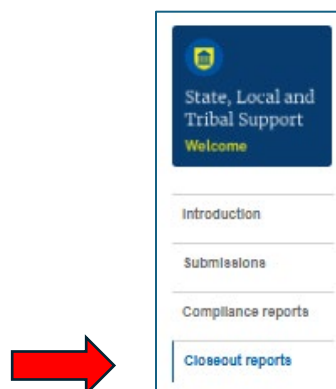 State, Local and
Tribal Support
Welcome
Introduction
Submissions
Compliance reports
Closeout reports